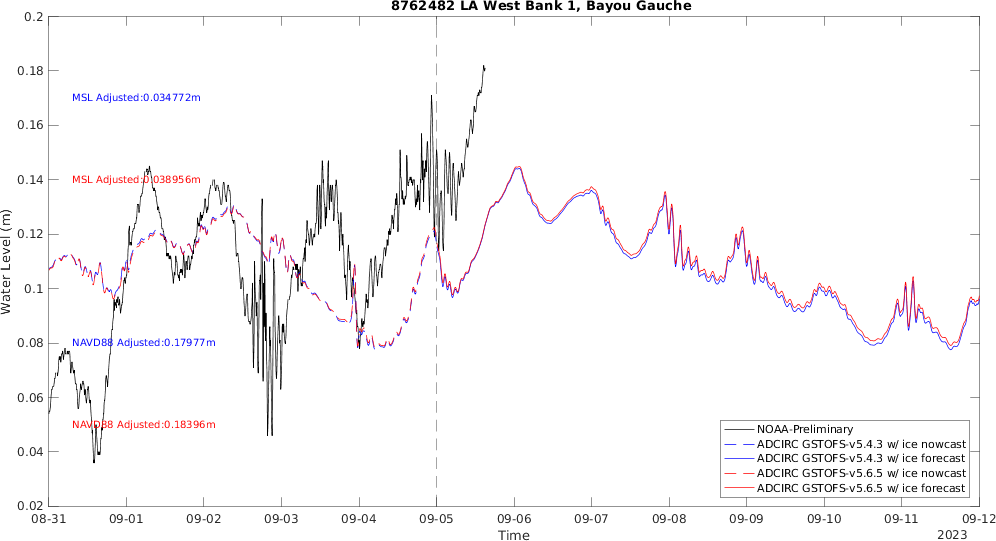 8762482 LA West Bank 1, Bayou Gauche
0.2
0.18
0.16
0.14
0.12
0.1
0.08
0.06
0.04
0.02
Water Level (m)
MSL Adjusted:0.034772m
MSL Adjusted:0.038956m
NAVD88 Adjusted:0.17977m
NAVD88 Adjusted:0.18396m
NOAA-Preliminary
ADCIRC GSTOFS-v5.4.3 w/ ice nowcast
ADCIRC GSTOFS-v5.4.3 w/ ice forecast
ADCIRC GSTOFS-v5.6.5 w/ ice nowcast
ADCIRC GSTOFS-v5.6.5 w/ ice forecast
08-31 09-01 09-02 09-03 09-04 09-05 09-06 09-07 09-08 09-09 09-10 09-11 09-12
Time
2023